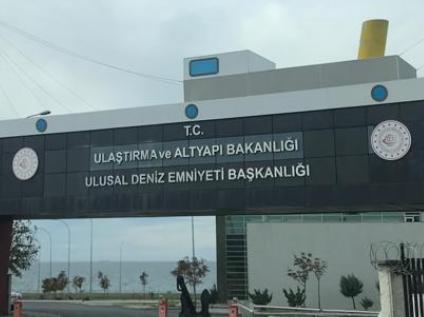 T.C.
ULAŞTIRMA ve ALTYAPI BAKANLIĞI
ULUSAL DENİZ EMNİYETİ BAŞKANLIĞI